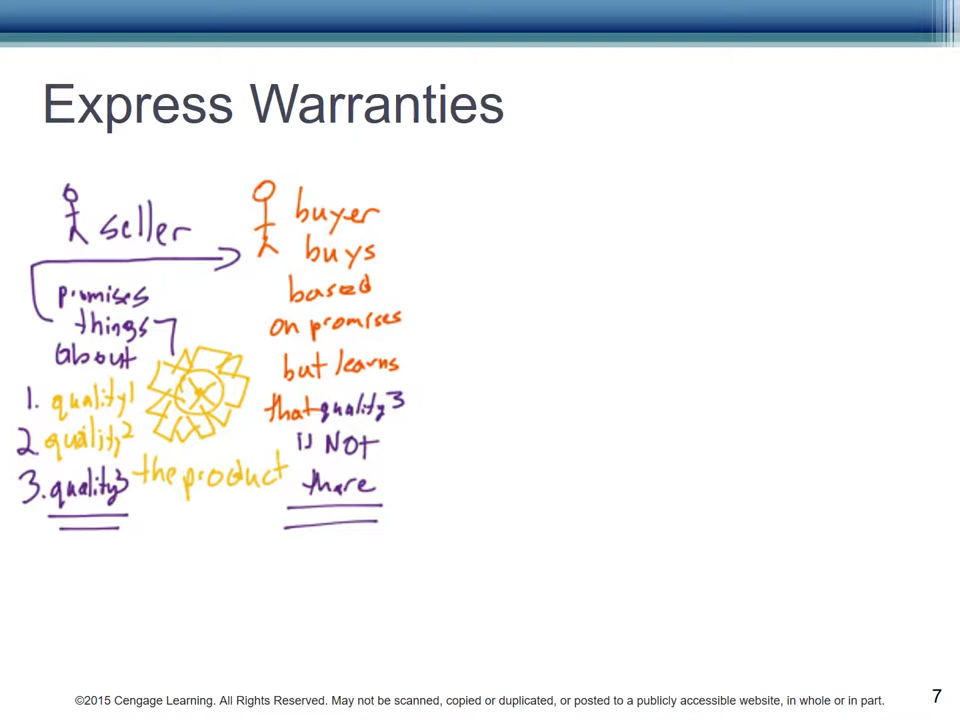 Express Warranties
seller
promises
things
about
1. quality1
2. quality2
3. quality3
the product
buyer
buys
based
on promises
but learns
that quality3
is NOT
there
©2015 Cengage Learning. All Rights Reserved. May not be scanned, copied or duplicated, or posted to a publicly accessible website, in whole or in part.
7